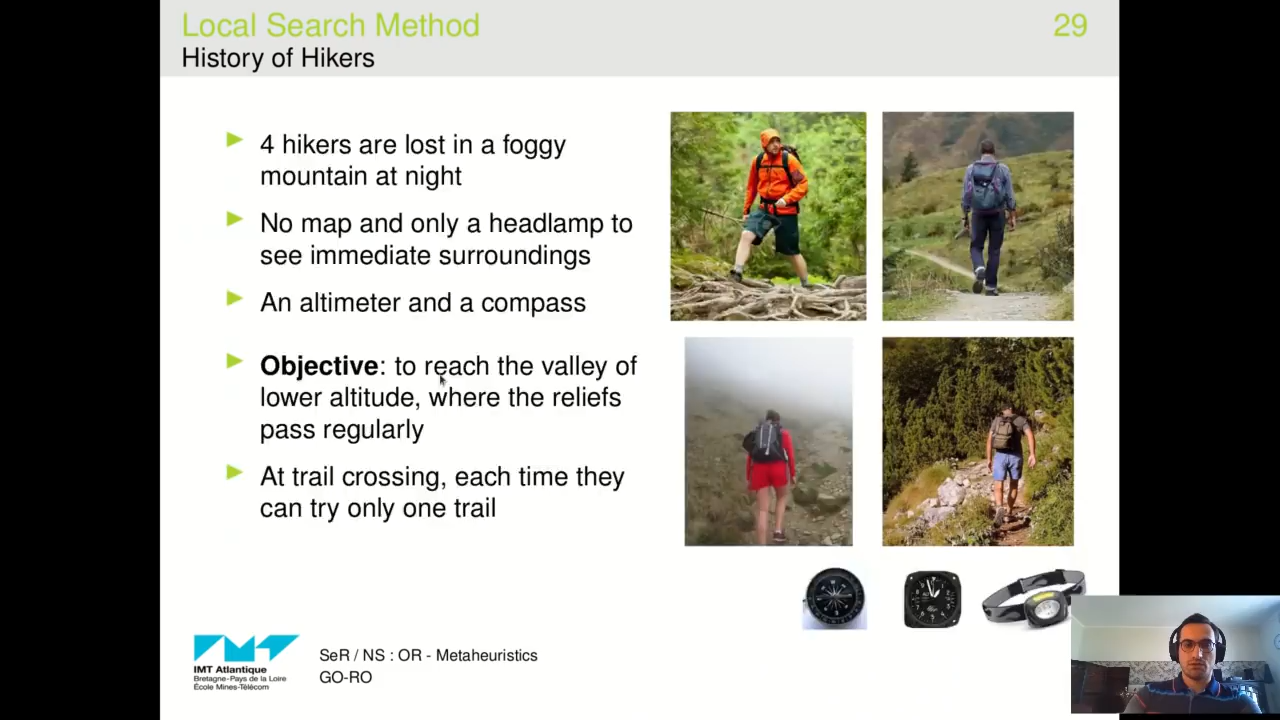 Local Search Method
29
History of Hikers
4 hikers are lost in a foggy
mountain at night
No map and only a headlamp to
see immediate surroundings
An altimeter and a compass
Objective: to reach the valley of
lower altitude, where the reliefs
pass regularly
At trail crossing, each time they
can try only one trail
IMT Atlantique
Bretagne-Pays de la Loire
École Mines-Télécom
SeR / NS : OR - Metaheuristics
GO-RO